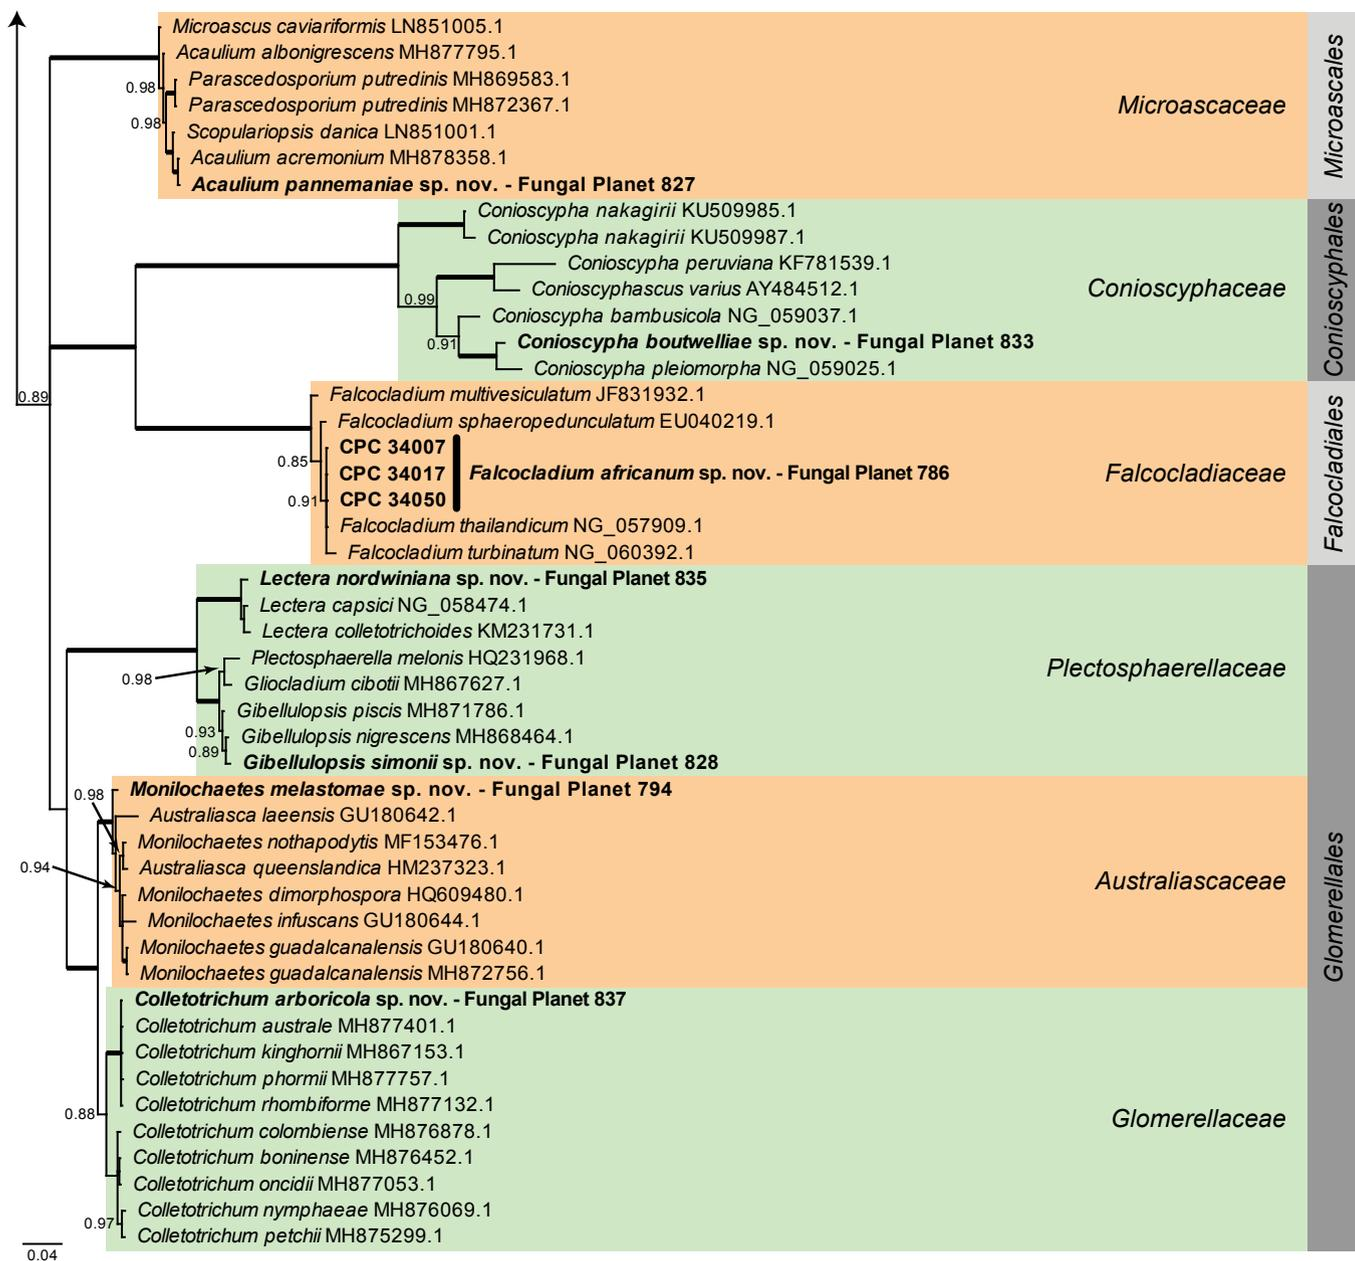 Microascus caviariformis LN851005.1
Acaulium albonigrescens MH877795.1
0.98
Parascedosporium putredinis MH869583.1
Parascedosporium putredinis MH872367.1
Microascaceae
Microascales
0.98
Scopulariopsis danica LN851001.1
Acaulium acremonium MH878358.1
Acaulium pannemaniae sp. nov. - Fungal Planet 827
Conioscypha nakagirii KU509985.1
Conioscypha nakagirii KU509987.1
Conioscypha peruviana KF781539.1
Conioscyphascus varius AY484512.1
Conioscyphaceae
Conioscyphales
0.99
Conioscypha bambusicola NG_059037.1
0.91
Conioscypha boutwelliae sp. nov. - Fungal Planet 833
Conioscypha pleiomorpha NG_059025.1
0.89
Falcocladium multivesiculatum JF831932.1
Falcocladium sphaeropedunculatum EU040219.1
CPC 34007
0.85
CPC 34017
Falcocladium africanum sp. nov. - Fungal Planet 786
Falcocladiaceae
Falcocladiales
0.91
CPC 34050
Falcocladium thailandicum NG_057909.1
Falcocladium turbinatum NG_060392.1
Lectera nordwiniana sp. nov. - Fungal Planet 835
Lectera capsici NG_058474.1
Lectera colletotrichoides KM231731.1
Plectosphaerella melonis HQ231968.1
Plectosphaerellaceae
0.98
Gliocladium cibotii MH867627.1
Gibellulopsis piscis MH871786.1
0.93
Gibellulopsis nigrescens MH868464.1
0.89
Gibellulopsis simonii sp. nov. - Fungal Planet 828
Monilochaetes melastomae sp. nov. - Fungal Planet 794
0.98
Australiasca laeensis GU180642.1
Monilochaetes nothapodytis MF153476.1
0.94
Australiasca queenslandica HM237323.1
Australiascaceae
Glomerellales
Monilochaetes dimorphospora HQ609480.1
Monilochaetes infuscans GU180644.1
Monilochaetes guadalcanalensis GU180640.1
Monilochaetes guadalcanalensis MH872756.1
Colletotrichum arboricola sp. nov. - Fungal Planet 837
Colletotrichum australe MH877401.1
Colletotrichum kinghornii MH867153.1
Colletotrichum phormii MH877757.1
Colletotrichum rhombiforme MH877132.1
0.88
Glomerellaceae
Colletotrichum colombiense MH876878.1
Colletotrichum boninense MH876452.1
Colletotrichum oncidii MH877053.1
Colletotrichum nymphaeae MH876069.1
0.97
Colletotrichum petchii MH875299.1
0.04